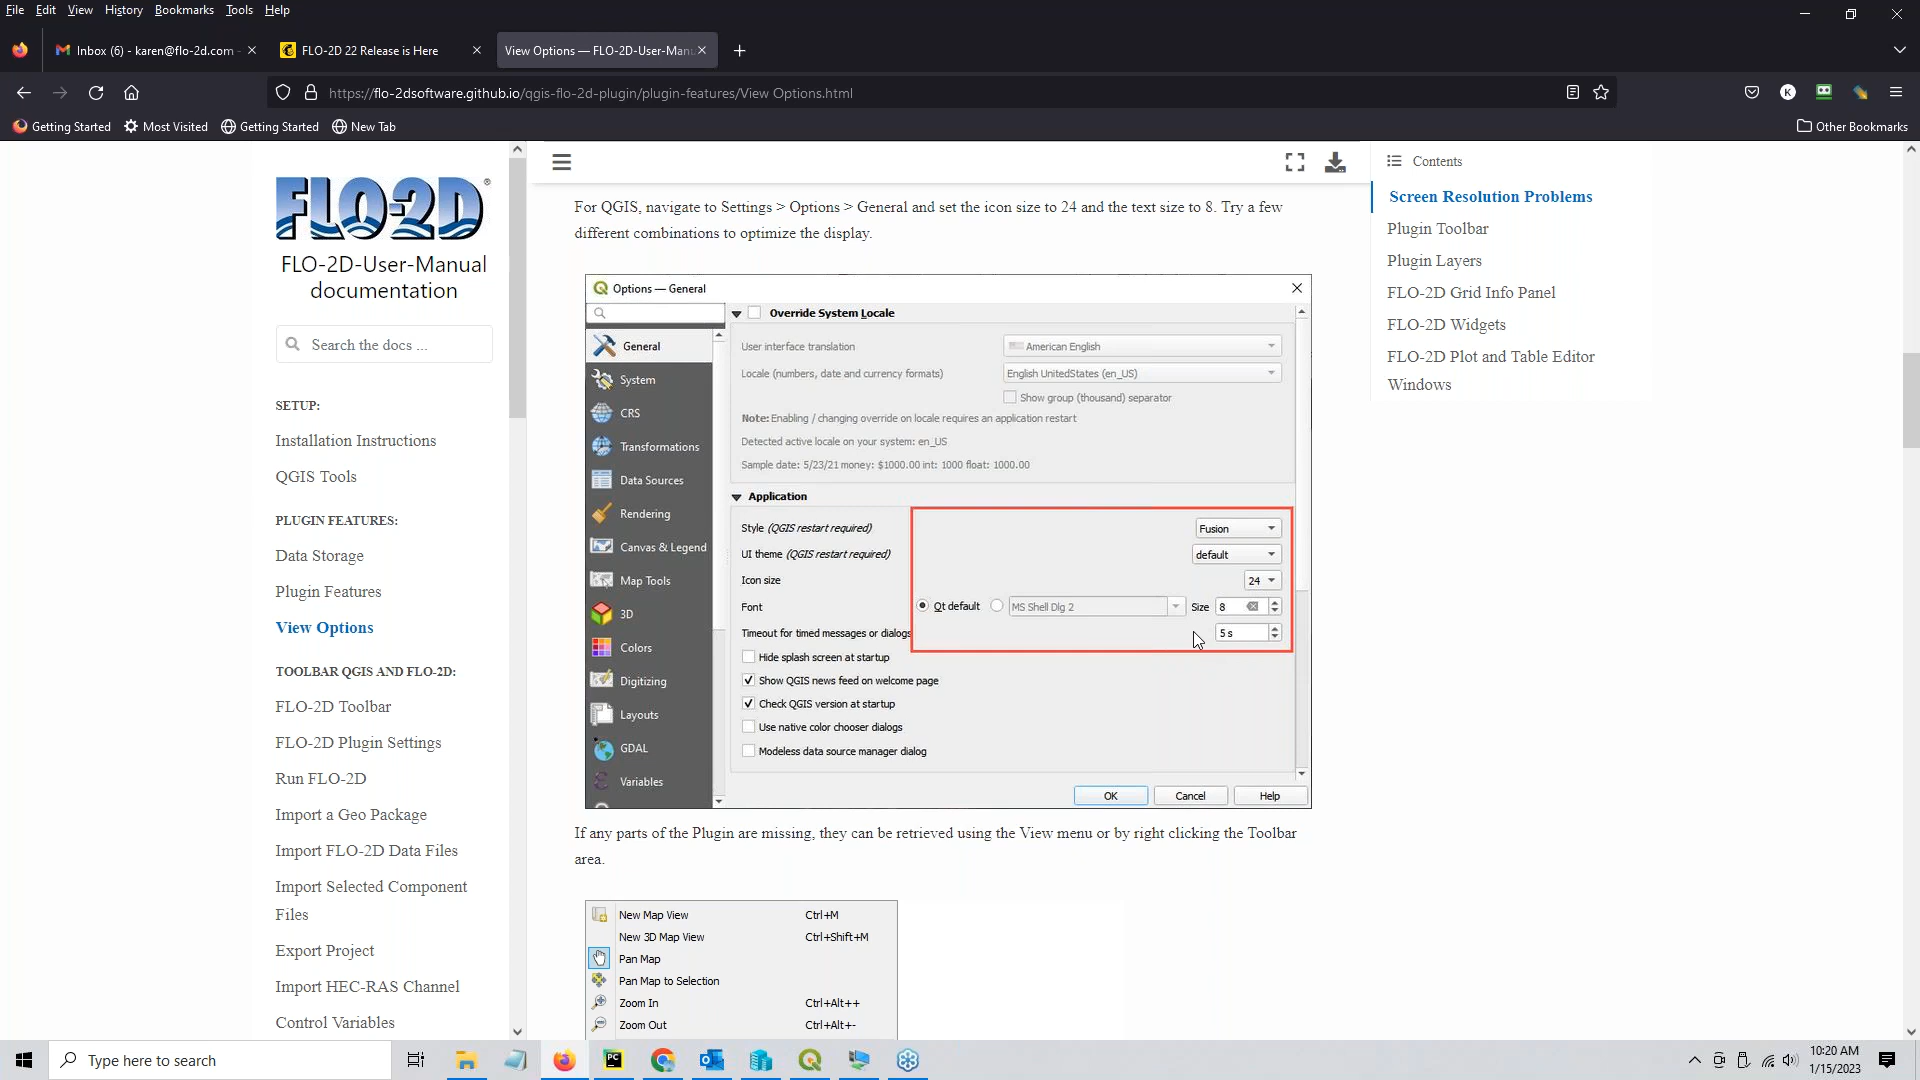 File Edit View History Bookmarks Tools Help
Inbox (6) - karen@flo-2d.com -
FLO-2D 22 Release is Here
View Options — FLO-2D-User-Manu
https://flo-2dsoftware.github.io/qgis-flo-2d-plugin/plugin-features/View Options.html
Getting Started Most Visited Getting Started New Tab Other Bookmarks
FLO-2D®
FLO-2D-User-Manual
documentation
Search the docs ...
SETUP:
Installation Instructions
QGIS Tools
PLUGIN FEATURES:
Data Storage
Plugin Features
View Options
TOOLBAR QGIS AND FLO-2D:
FLO-2D Toolbar
FLO-2D Plugin Settings
Run FLO-2D
Import a Geo Package
Import FLO-2D Data Files
Import Selected Component
Files
Export Project
Import HEC-RAS Channel
Control Variables
For QGIS, navigate to Settings > Options > General and set the icon size to 24 and the text size to 8. Try a few
different combinations to optimize the display.
Options — General
General
System
CRS
Transformations
Data Sources
Rendering
Canvas & Legend
Map Tools
3D
Colors
Digitizing
Layouts
GDAL
Variables
Override System Locale
User interface translation American English
Locale (numbers, date and currency formats) English UnitedStates (en_US)
Show group (thousand) separator
Note: Enabling / changing override on locale requires an application restart
Detected active locale on your system: en_US
Sample date: 5/23/21 money: $1000.00 int: 1000 float: 1000.00
Application
Style (QGIS restart required) Fusion
UI theme (QGIS restart required) default
Icon size 24
Font Qt default MS Shell Dlg 2 Size 8
Timeout for timed messages or dialogs 5 s
Hide splash screen at startup
Show QGIS news feed on welcome page
Check QGIS version at startup
Use native color chooser dialogs
Modeless data source manager dialog
OK Cancel Help
If any parts of the Plugin are missing, they can be retrieved using the View menu or by right clicking the Toolbar
area.
New Map View Ctrl+M
New 3D Map View Ctrl+Shift+M
Pan Map
Pan Map to Selection
Zoom In Ctrl+Alt++
Zoom Out Ctrl+Alt+-
Contents
Screen Resolution Problems
Plugin Toolbar
Plugin Layers
FLO-2D Grid Info Panel
FLO-2D Widgets
FLO-2D Plot and Table Editor
Windows
Type here to search
PC
10:20 AM
1/15/2023